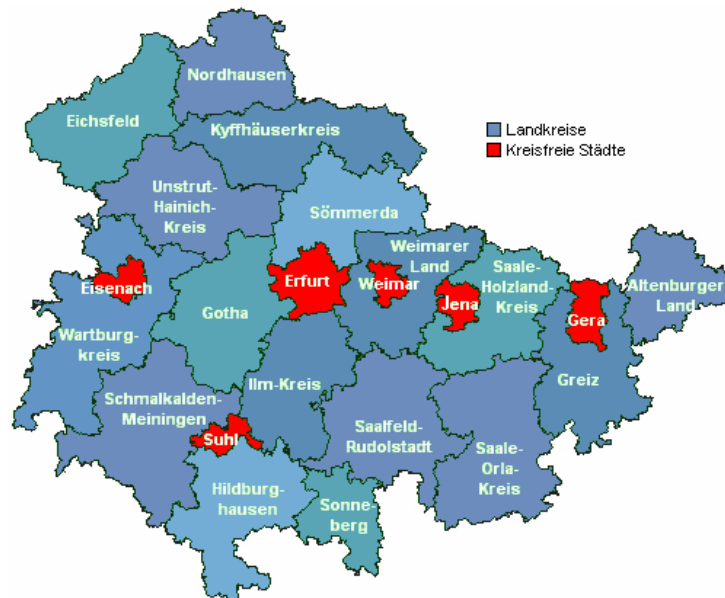 Nordhausen
Eichsfeld
Kyffhäuserkreis
Landkreise
Kreisfreie Städte
Unstrut-
Hainich-
Kreis
Sömmerda
Weimarer
Land
Saale-
Holzland-
Kreis
Altenburger
Land
Eisenach
Erfurt
Weimar
Jena
Gera
Gotha
Wartburg-
kreis
Ilm-Kreis
Greiz
Schmalkalden-
Meiningen
Suhl
Saalfeld-
Rudolstadt
Saale-
Orla-
Kreis
Hildburg-
hausen
Sonne-
berg